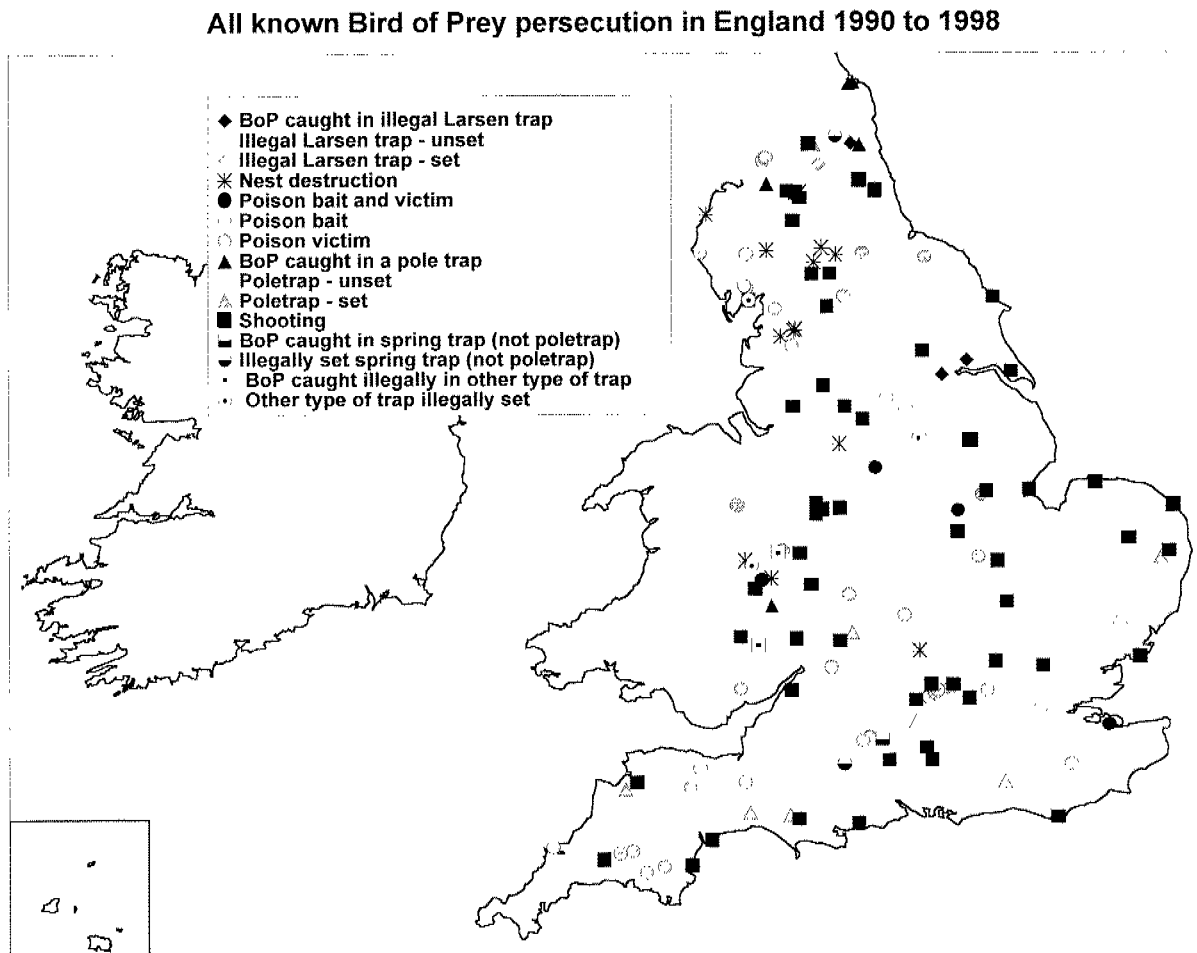 All known Bird of Prey persecution in England 1990 to 1998
BoP caught in illegal Larsen trap
Illegal Larsen trap - unset
Illegal Larsen trap - set
Nest destruction
Poison bait and victim
Poison bait
Poison victim
BoP caught in a pole trap
Poletrap - unset
Poletrap - set
Shooting
BoP caught in spring trap (not poletrap)
Illegally set spring trap (not poletrap)
BoP caught illegally in other type of trap
Other type of trap illegally set